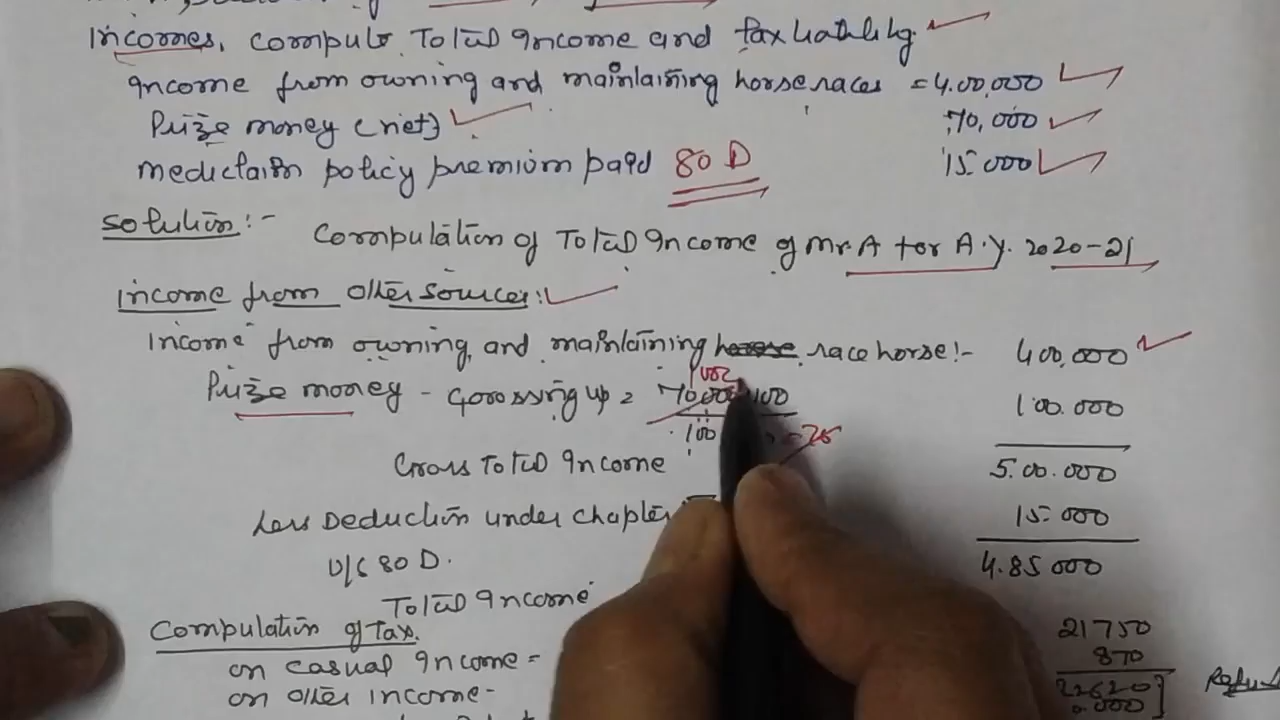 Incomes. Compute Total Income and tax liability.
Income from owning and maintaining horse races = 4.00,000
Prize money (net) 70,000
mediclaim policy premium paid 80 D 15.000
Solution:- Computation of Total Income of Mr A for A.Y. 2020-21
Income from other sources:
Income from owning and maintaining race horse:- 400,000
Prize money - Grossing up = 70,000 100 1.00.000
100
Gross Total Income 5.00.000
Less Deduction under chapter 15.000
U/S 80 D. 4.85 000
Total Income
Computation of Tax. 21750
on casual Income = 870
on other income - 22620